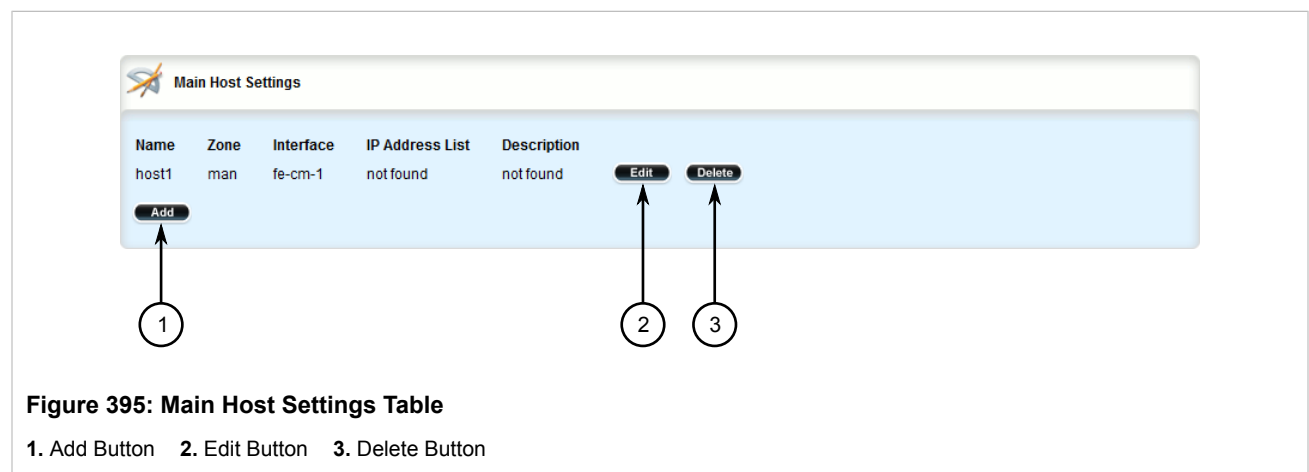 Main Host Settings
Name Zone Interface IP Address List Description
host1 man fe-cm-1 not found not found Edit Delete
Add
1 2 3
Figure 395: Main Host Settings Table
1. Add Button 2. Edit Button 3. Delete Button